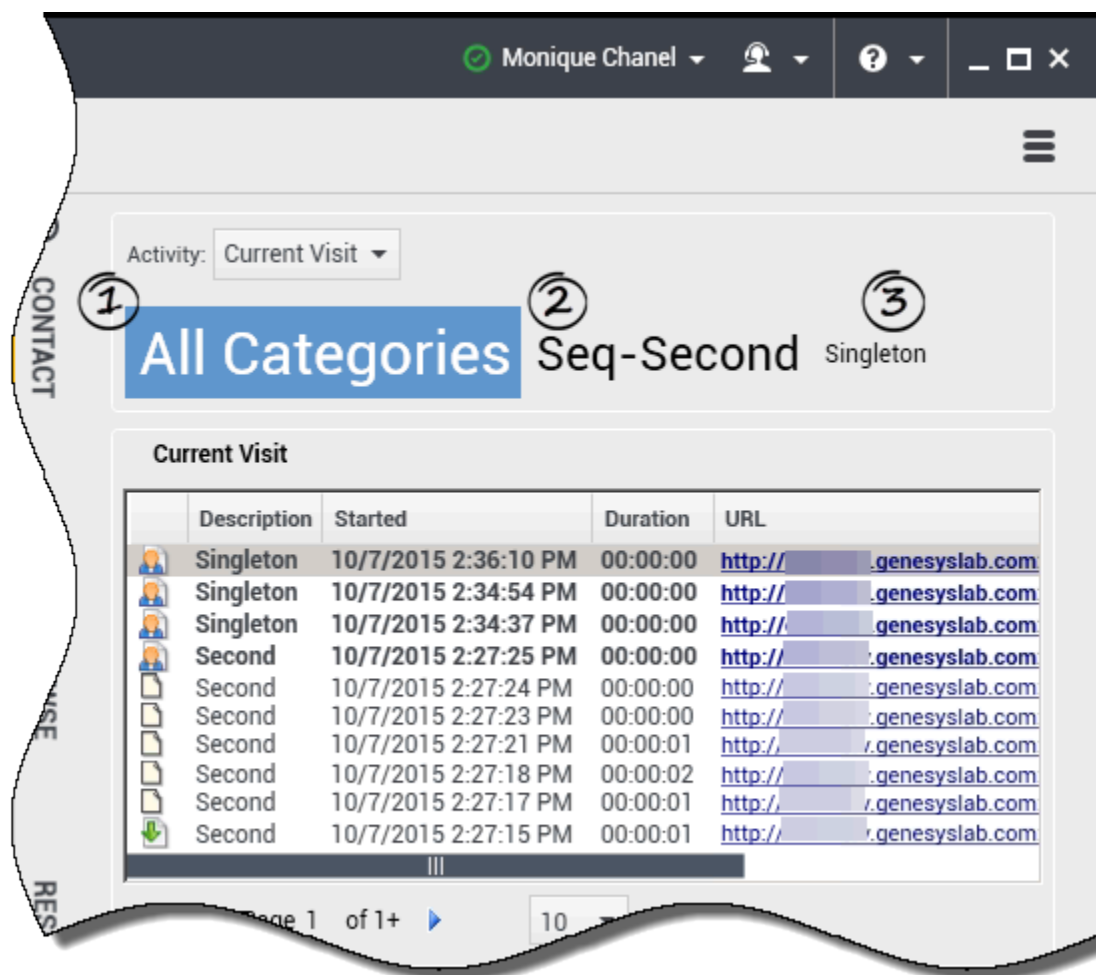 Monique Chanel
?
CONTACT
Activity: Current Visit
1 2 3
All Categories Seq-Second Singleton
Current Visit
Description Started Duration URL
Singleton 10/7/2015 2:36:10 PM 00:00:00 http:// .genesyslab.com
Singleton 10/7/2015 2:34:54 PM 00:00:00 http:// .genesyslab.com
Singleton 10/7/2015 2:34:37 PM 00:00:00 http:// .genesyslab.com
Second 10/7/2015 2:27:25 PM 00:00:00 http:// .genesyslab.com
Second 10/7/2015 2:27:24 PM 00:00:00 http:// .genesyslab.com
Second 10/7/2015 2:27:23 PM 00:00:00 http:// .genesyslab.com
Second 10/7/2015 2:27:21 PM 00:00:01 http:/ .genesyslab.com
Second 10/7/2015 2:27:18 PM 00:00:02 http:// .genesyslab.com
Second 10/7/2015 2:27:17 PM 00:00:01 http:/ .genesyslab.com
Second 10/7/2015 2:27:15 PM 00:00:01 http:// .genesyslab.com
Page 1 of 1+ 10